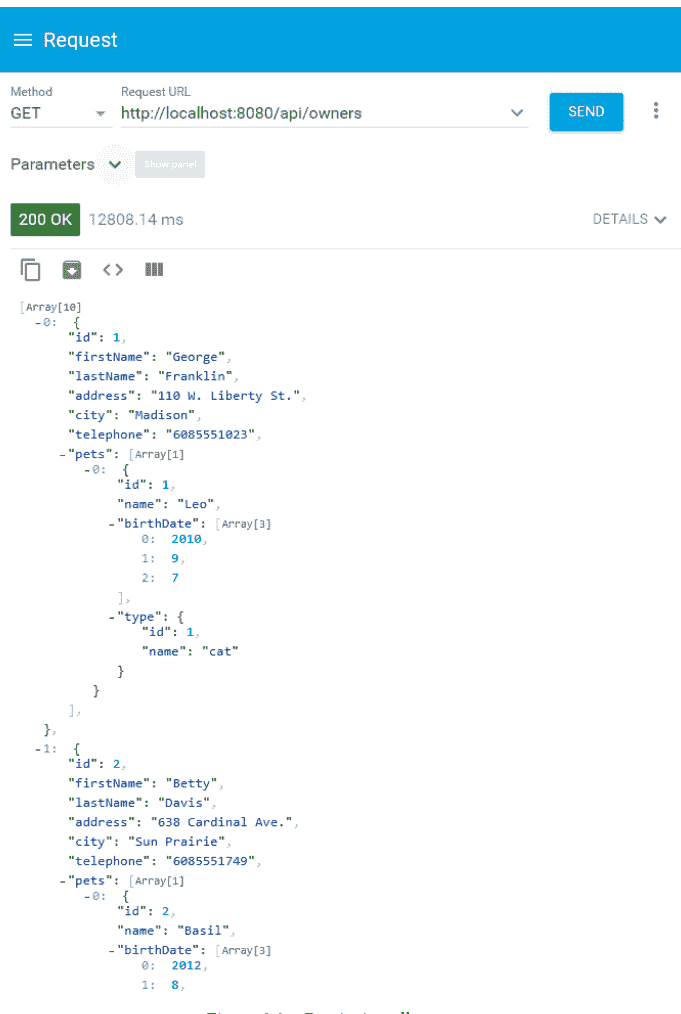 Request
Method
Request URL
GET
http://localhost:8080/api/owners
SEND
Parameters
Show panel
200 OK 12808.14 ms
DETAILS
[Array[10]
-0: {
"id": 1,
"firstName": "George",
"lastName": "Franklin",
"address": "110 W. Liberty St.",
"city": "Madison",
"telephone": "6085551023",
-"pets": [Array[1]
-0: {
"id": 1,
"name": "Leo",
-"birthDate": [Array[3]
0: 2010,
1: 9,
2: 7
],
-"type": {
"id": 1,
"name": "cat"
}
}
],
},
-1: {
"id": 2,
"firstName": "Betty",
"lastName": "Davis",
"address": "638 Cardinal Ave.",
"city": "Sun Prairie",
"telephone": "6085551749",
-"pets": [Array[1]
-0: {
"id": 2,
"name": "Basil",
-"birthDate": [Array[3]
0: 2012,
1: 8,